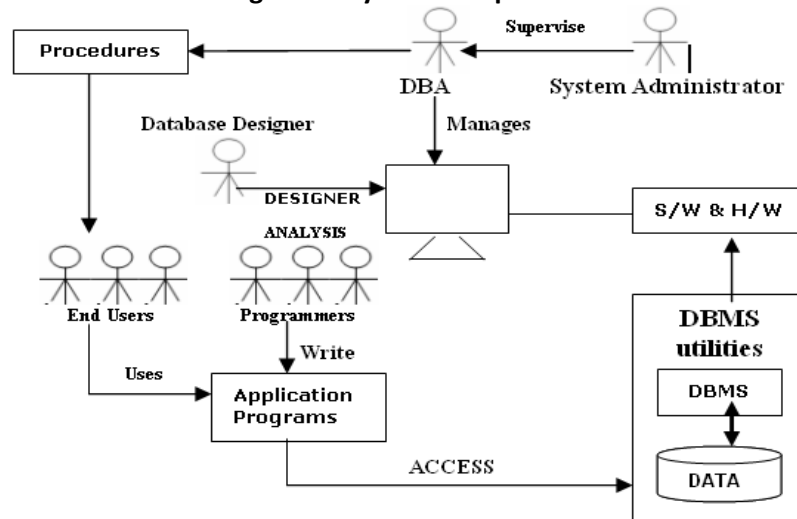 Supervise
Procedures
DBA
System Administrator
Database Designer
Manages
DESIGNER
S/W & H/W
ANALYSIS
End Users
Programmers
DBMS
utilities
Write
Uses
Application
Programs
DBMS
ACCESS
DATA